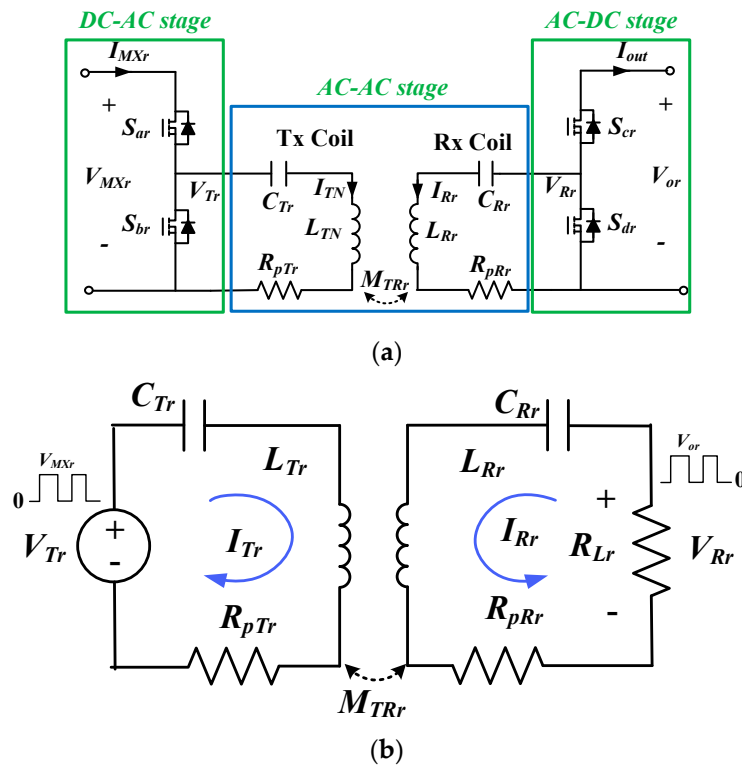 DC-AC stage
AC-DC stage
I_MXr
I_out
AC-AC stage
+
+
S_ar
S_cr
Tx Coil
Rx Coil
V_MXr
V_Tr
C_Tr
I_TN
I_Rr
C_Rr
V_Rr
V_or
S_br
L_TN
L_Rr
S_dr
-
-
R_pTr
R_pRr
M_TRr
(a)
C_Tr
C_Rr
V_MXr
V_or
L_Tr
L_Rr
0
0
+
+
V_Tr
-
I_Tr
I_Rr
R_Lr
V_Rr
R_pTr
R_pRr
-
M_TRr
(b)